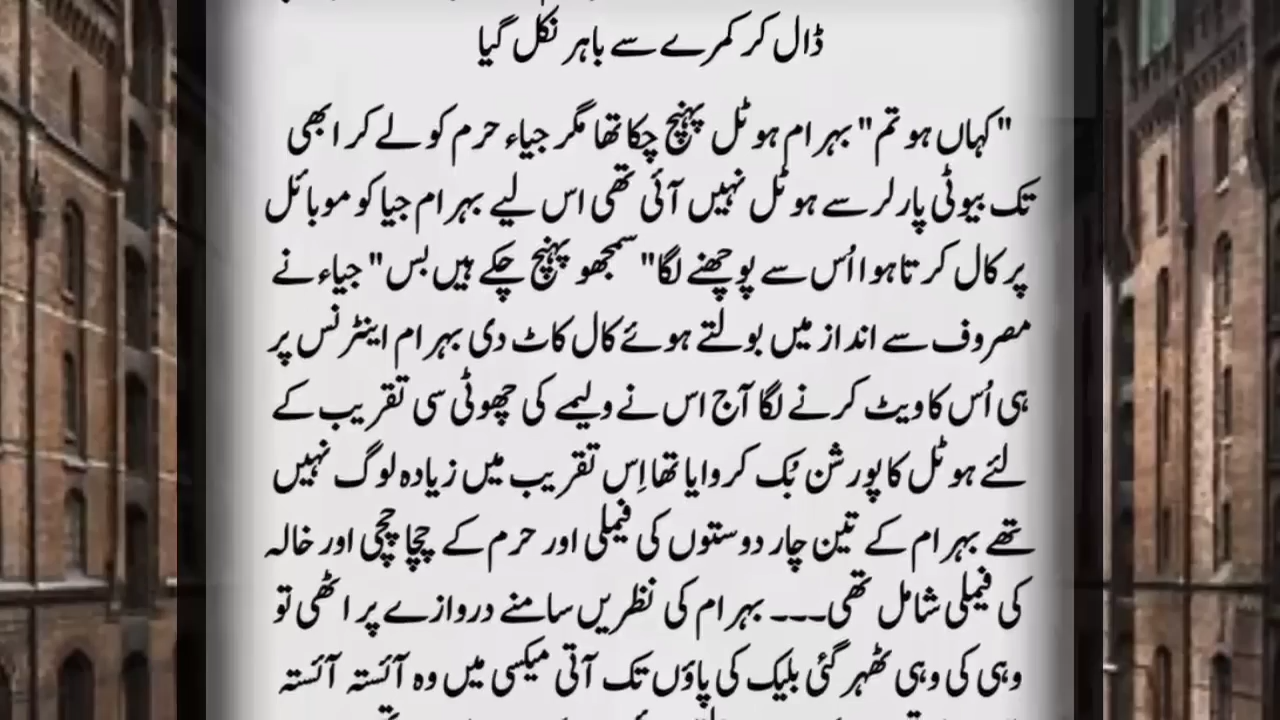 ڈال کر کمرے سے باہر نکل گیا
"کہاں ہو تم" بہرام ہوٹل پہنچ چکا تھا مگر جیاء حرم کو لے کر ابھی
تک بیوٹی پارلر سے ہوٹل نہیں آئی تھی اس لیے بہرام جیا کو موبائل
پر کال کرتا ہوا اُس سے پوچھنے لگا" سمجھو پہنچ چکے ہیں بس" جیاء نے
مصروف سے انداز میں بولتے ہوئے کال کاٹ دی بہرام اینٹرنس پر
ہی اُس کا ویٹ کرنے لگا آج اس نے ولیمے کی چھوٹی سی تقریب کے
لئے ہوٹل کا پورشن بُک کروایا تھا اِس تقریب میں زیادہ لوگ نہیں
تھے بہرام کے تین چار دوستوں کی فیملی اور حرم کے چچا چچی اور خالہ
کی فیملی شامل تھی۔۔۔ بہرام کی نظریں سامنے دروازے پر اٹھی تو
وہی کی وہی ٹھہر گئی بلیک کی پاؤں تک آتی میکسی میں وہ آئستہ آئستہ